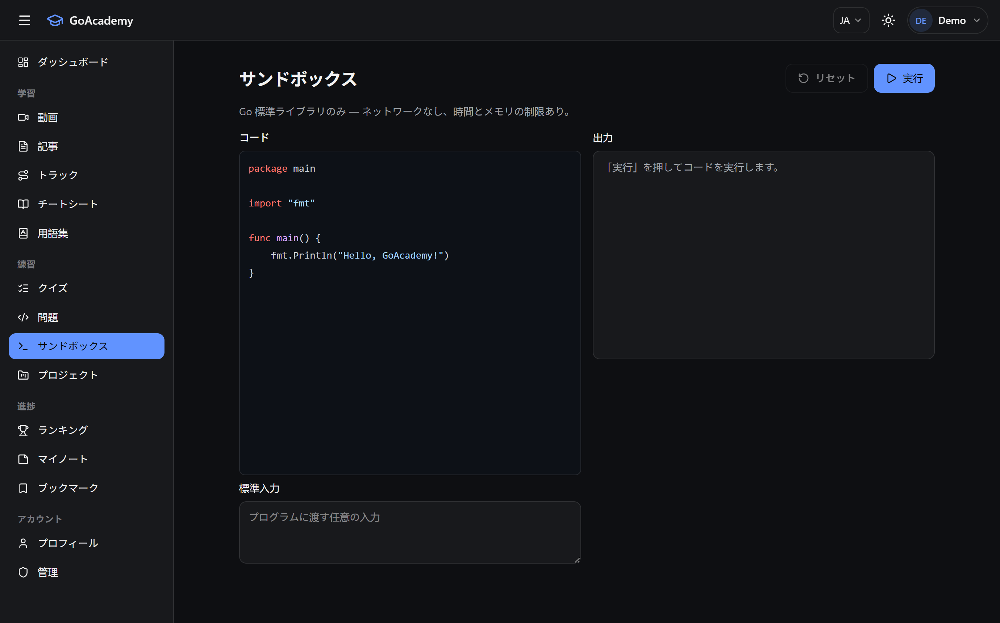 GoAcademy
JA
DE
Demo
ダッシュボード
学習
動画
記事
トラック
チートシート
用語集
練習
クイズ
問題
サンドボックス
プロジェクト
進捗
ランキング
マイノート
ブックマーク
アカウント
プロフィール
管理
サンドボックス
リセット
実行
Go 標準ライブラリのみ — ネットワークなし、時間とメモリの制限あり。
コード
package main
import "fmt"
func main() {
    fmt.Println("Hello, GoAcademy!")
}
標準入力
プログラムに渡す任意の入力
出力
「実行」を押してコードを実行します。